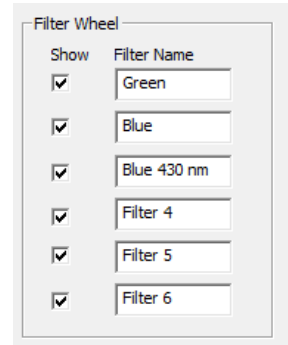 Filter Wheel
Show Filter Name
Green
Blue
Blue 430 nm
Filter 4
Filter 5
Filter 6